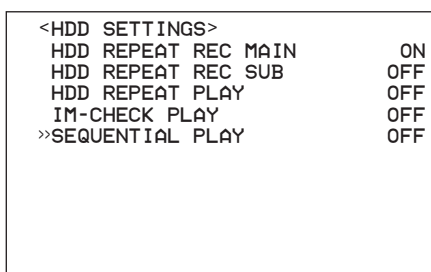 <HDD SETTINGS>
HDD REPEAT REC MAIN ON
HDD REPEAT REC SUB OFF
HDD REPEAT PLAY OFF
IM-CHECK PLAY OFF
»SEQUENTIAL PLAY OFF